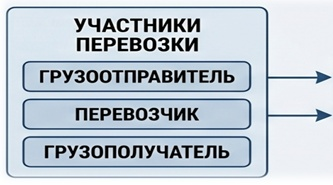 УЧАСТНИКИ
ПЕРЕВОЗКИ
ГРУЗООТПРАВИТЕЛЬ
ПЕРЕВОЗЧИК
ГРУЗОПОЛУЧАТЕЛЬ